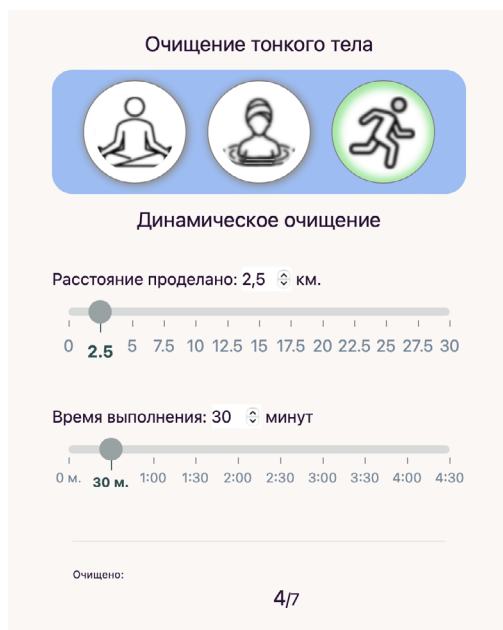 Очищение тонкого тела
Динамическое очищение
Расстояние проделано: 2,5 км.
0 2.5 5 7.5 10 12.5 15 17.5 20 22.5 25 27.5 30
Время выполнения: 30 минут
0 м. 30 м. 1:00 1:30 2:00 2:30 3:00 3:30 4:00 4:30
Очищено:
4/7